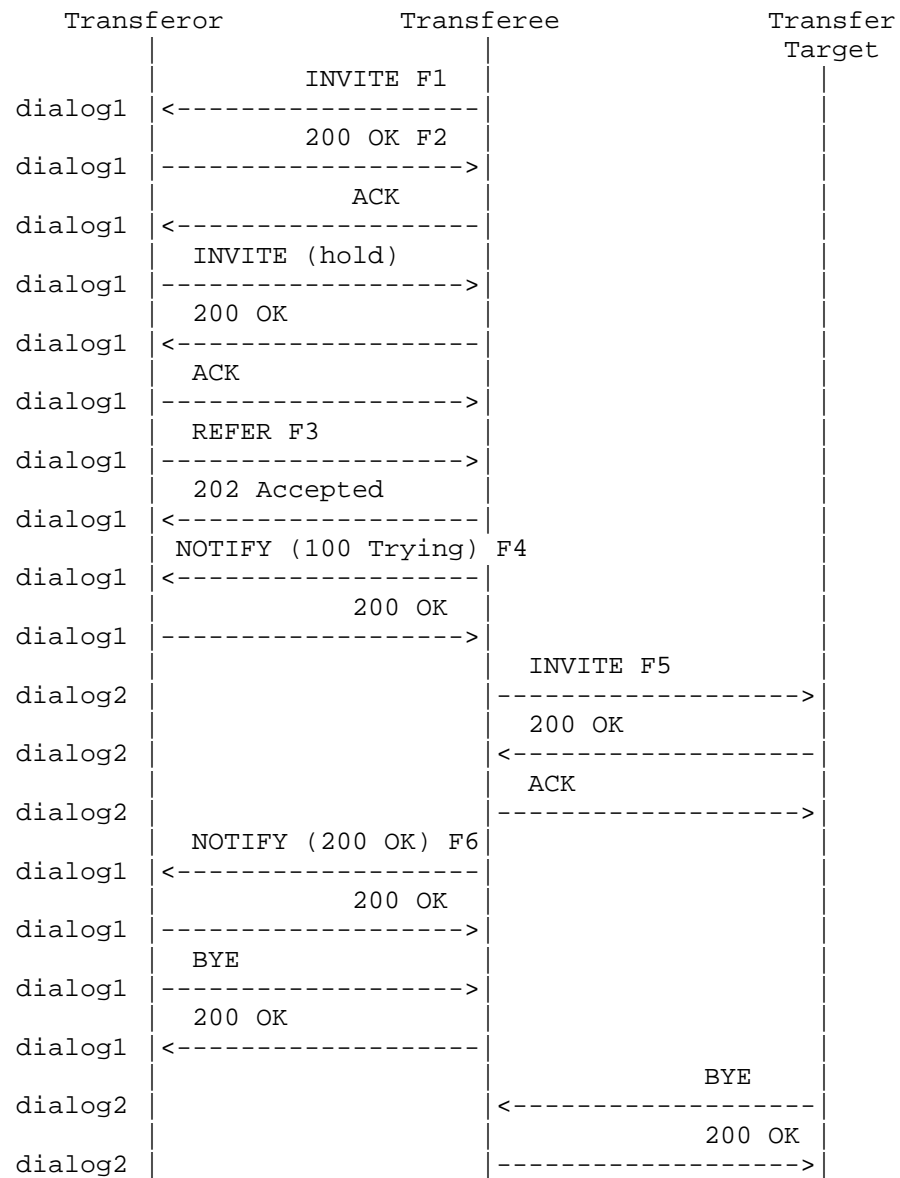 Transferor           Transferee              Transfer
                                              Target
                  INVITE F1
dialog1  <-------------------
                  200 OK F2
dialog1  ------------------->
                     ACK
dialog1  <-------------------
           INVITE (hold)
dialog1  ------------------->
           200 OK
dialog1  <-------------------
           ACK
dialog1  ------------------->
           REFER F3
dialog1  ------------------->
           202 Accepted
dialog1  <-------------------
          NOTIFY (100 Trying) F4
dialog1  <-------------------
                     200 OK
dialog1  ------------------->
                               INVITE F5
dialog2                      ------------------->
                               200 OK
dialog2                      <-------------------
                               ACK
dialog2                      ------------------->
           NOTIFY (200 OK) F6
dialog1  <-------------------
                     200 OK
dialog1  ------------------->
           BYE
dialog1  ------------------->
           200 OK
dialog1  <-------------------
                                          BYE
dialog2                      <-------------------
                                          200 OK
dialog2                      ------------------->